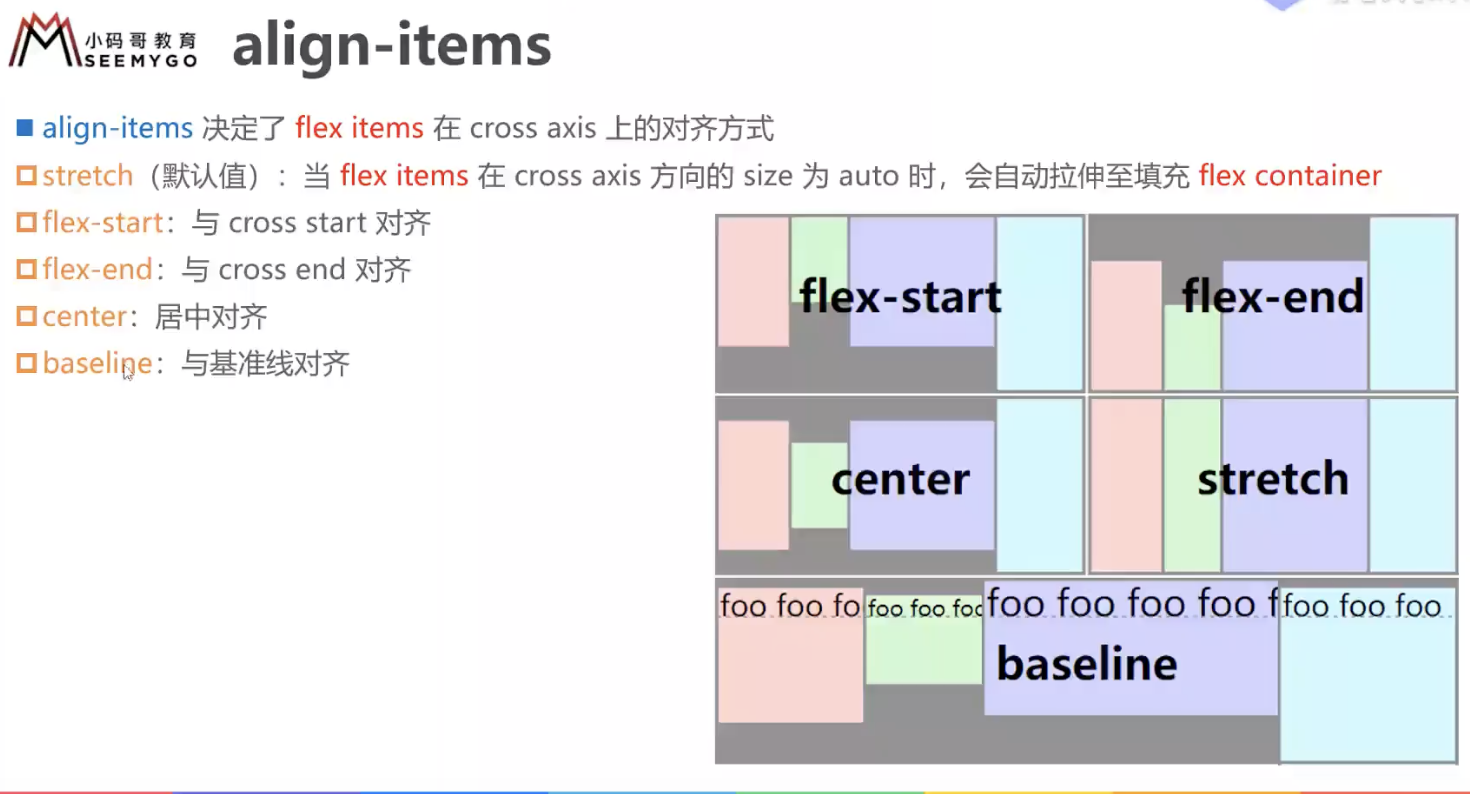 小码哥教育
SEEMYGO
align-items
align-items 决定了 flex items 在 cross axis 上的对齐方式
stretch（默认值）：当 flex items 在 cross axis 方向的 size 为 auto 时，会自动拉伸至填充 flex container
flex-start：与 cross start 对齐
flex-end：与 cross end 对齐
center：居中对齐
baseline：与基准线对齐
flex-start
flex-end
center
stretch
foo foo fo
foo foo foo
foo foo foo foo f
foo foo foo
baseline